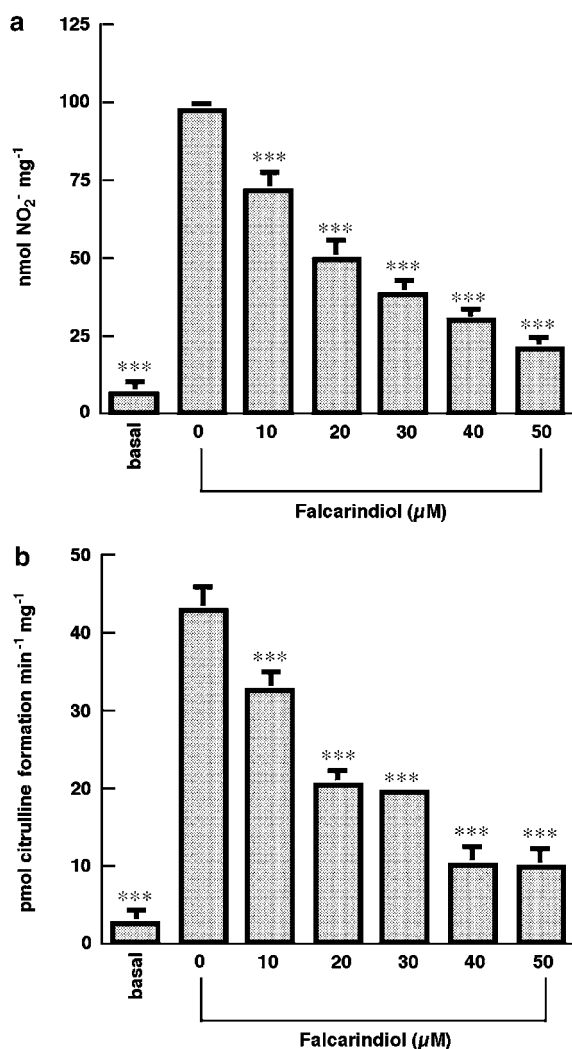 a
nmol NO₂⁻ mg⁻¹
125
100
75
50
25
0
***
***
***
***
***
***
basal
0 10 20 30 40 50
Falcarindiol (μM)
b
pmol citrulline formation min⁻¹ mg⁻¹
50
40
30
20
10
0
***
***
***
***
***
***
basal
0 10 20 30 40 50
Falcarindiol (μM)